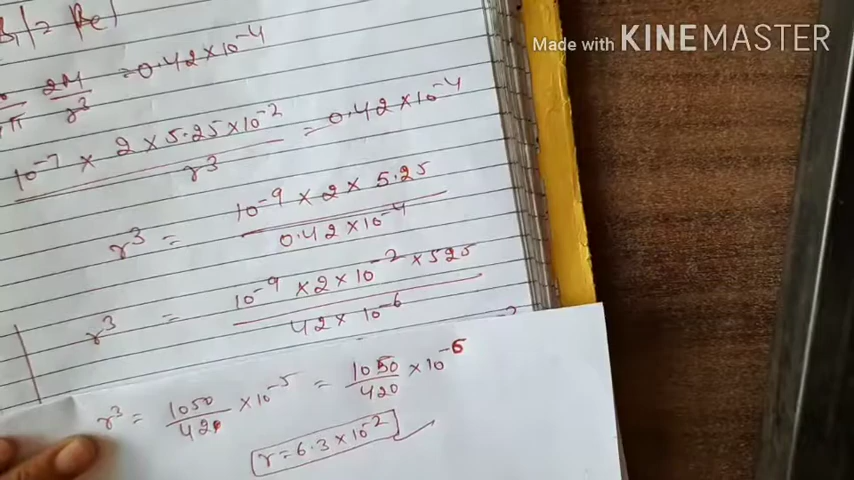 Made with KINEMASTER
B₁ = Be
2M/r³ = 0.42×10⁻⁴
10⁻⁷ × 2×5.25×10⁻²/r³ = 0.42×10⁻⁴
r³ = 10⁻⁹×2×5.25/0.42×10⁻⁴
r³ = 10⁻⁹×2×10⁻²×525/42×10⁻⁶
r³ = 1050/420 ×10⁻⁵ = 1050/420 ×10⁻⁶
r = 6.3×10⁻²